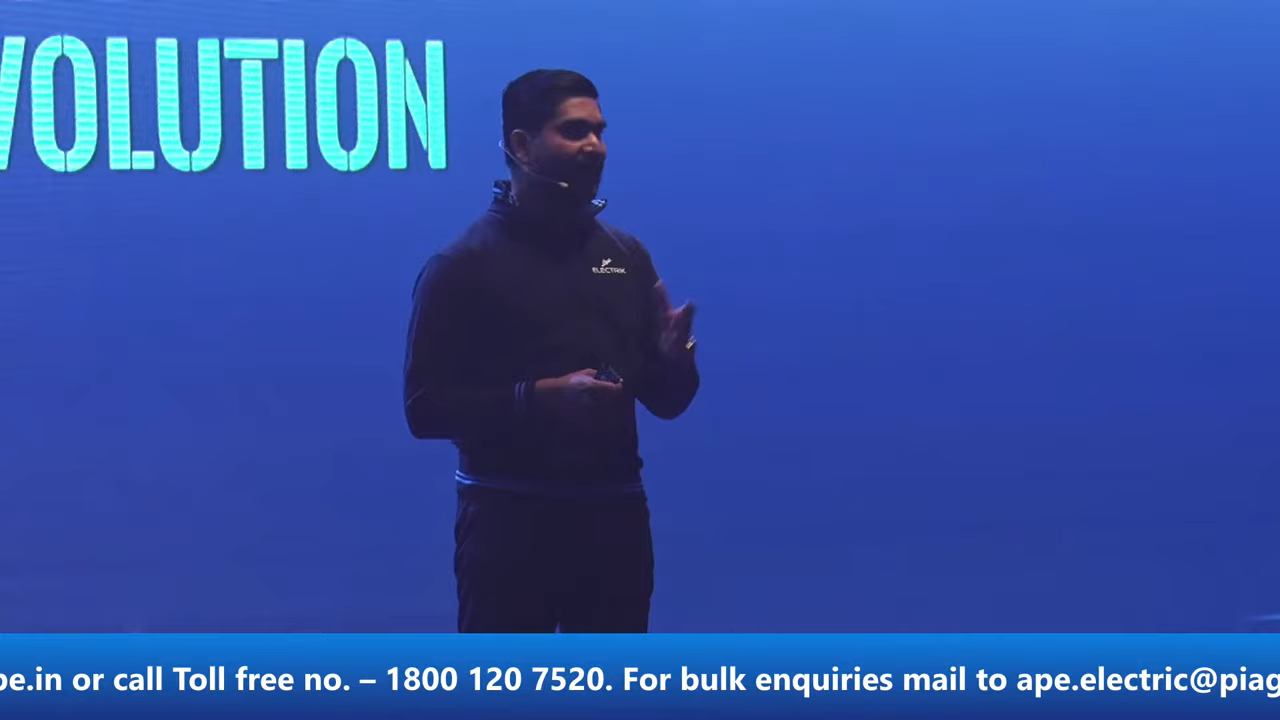 VOLUTION
ELECTRIK
pe.in or call Toll free no. – 1800 120 7520. For bulk enquiries mail to ape.electric@piag